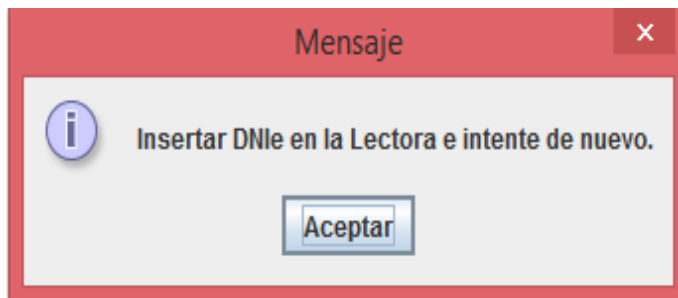 Mensaje
x
Insertar DNIe en la Lectora e intente de nuevo.
Aceptar